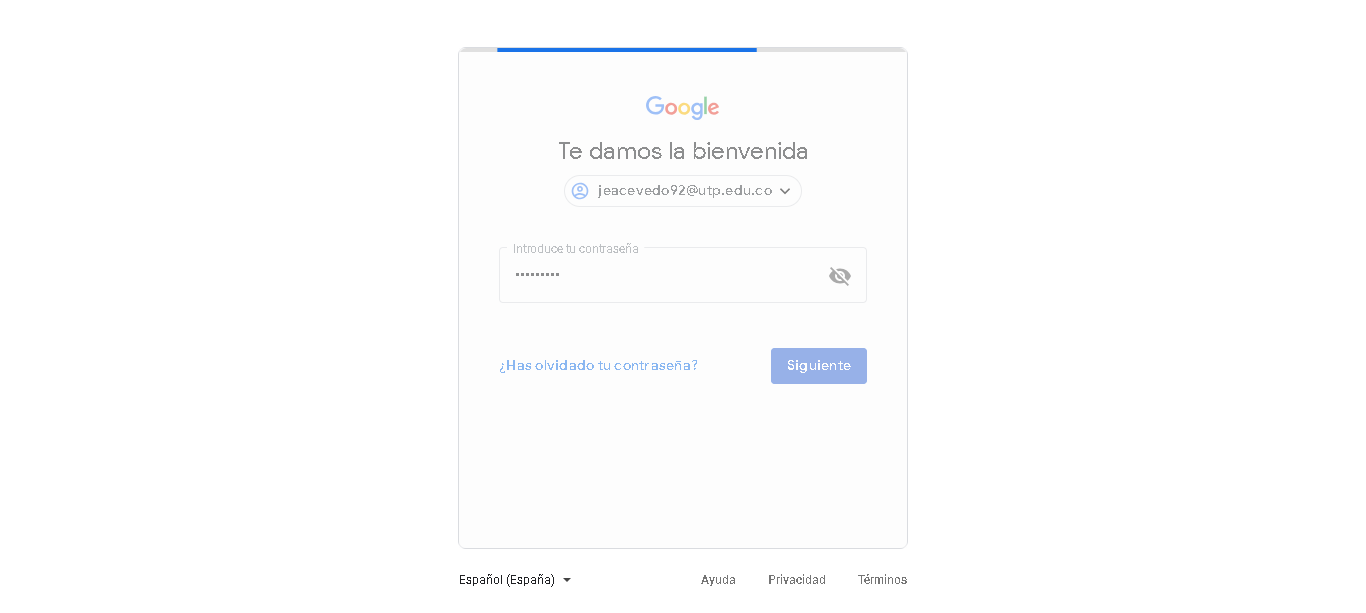 Google
Te damos la bienvenida
jeacevedo92@utp.edu.co
Introduce tu contraseña
•••••••••
¿Has olvidado tu contraseña?
Siguiente
Español (España)
Ayuda
Privacidad
Términos